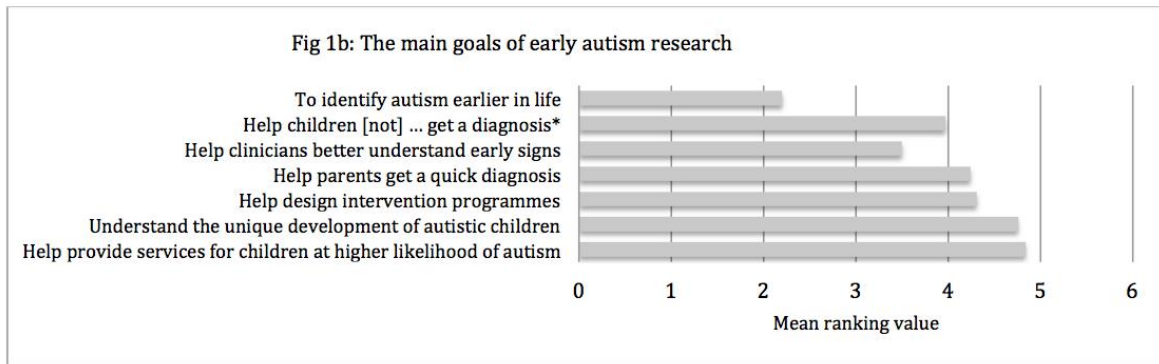 Fig 1b: The main goals of early autism research
To identify autism earlier in life
Help children [not] ... get a diagnosis*
Help clinicians better understand early signs
Help parents get a quick diagnosis
Help design intervention programmes
Understand the unique development of autistic children
Help provide services for children at higher likelihood of autism
0 1 2 3 4 5 6
Mean ranking value